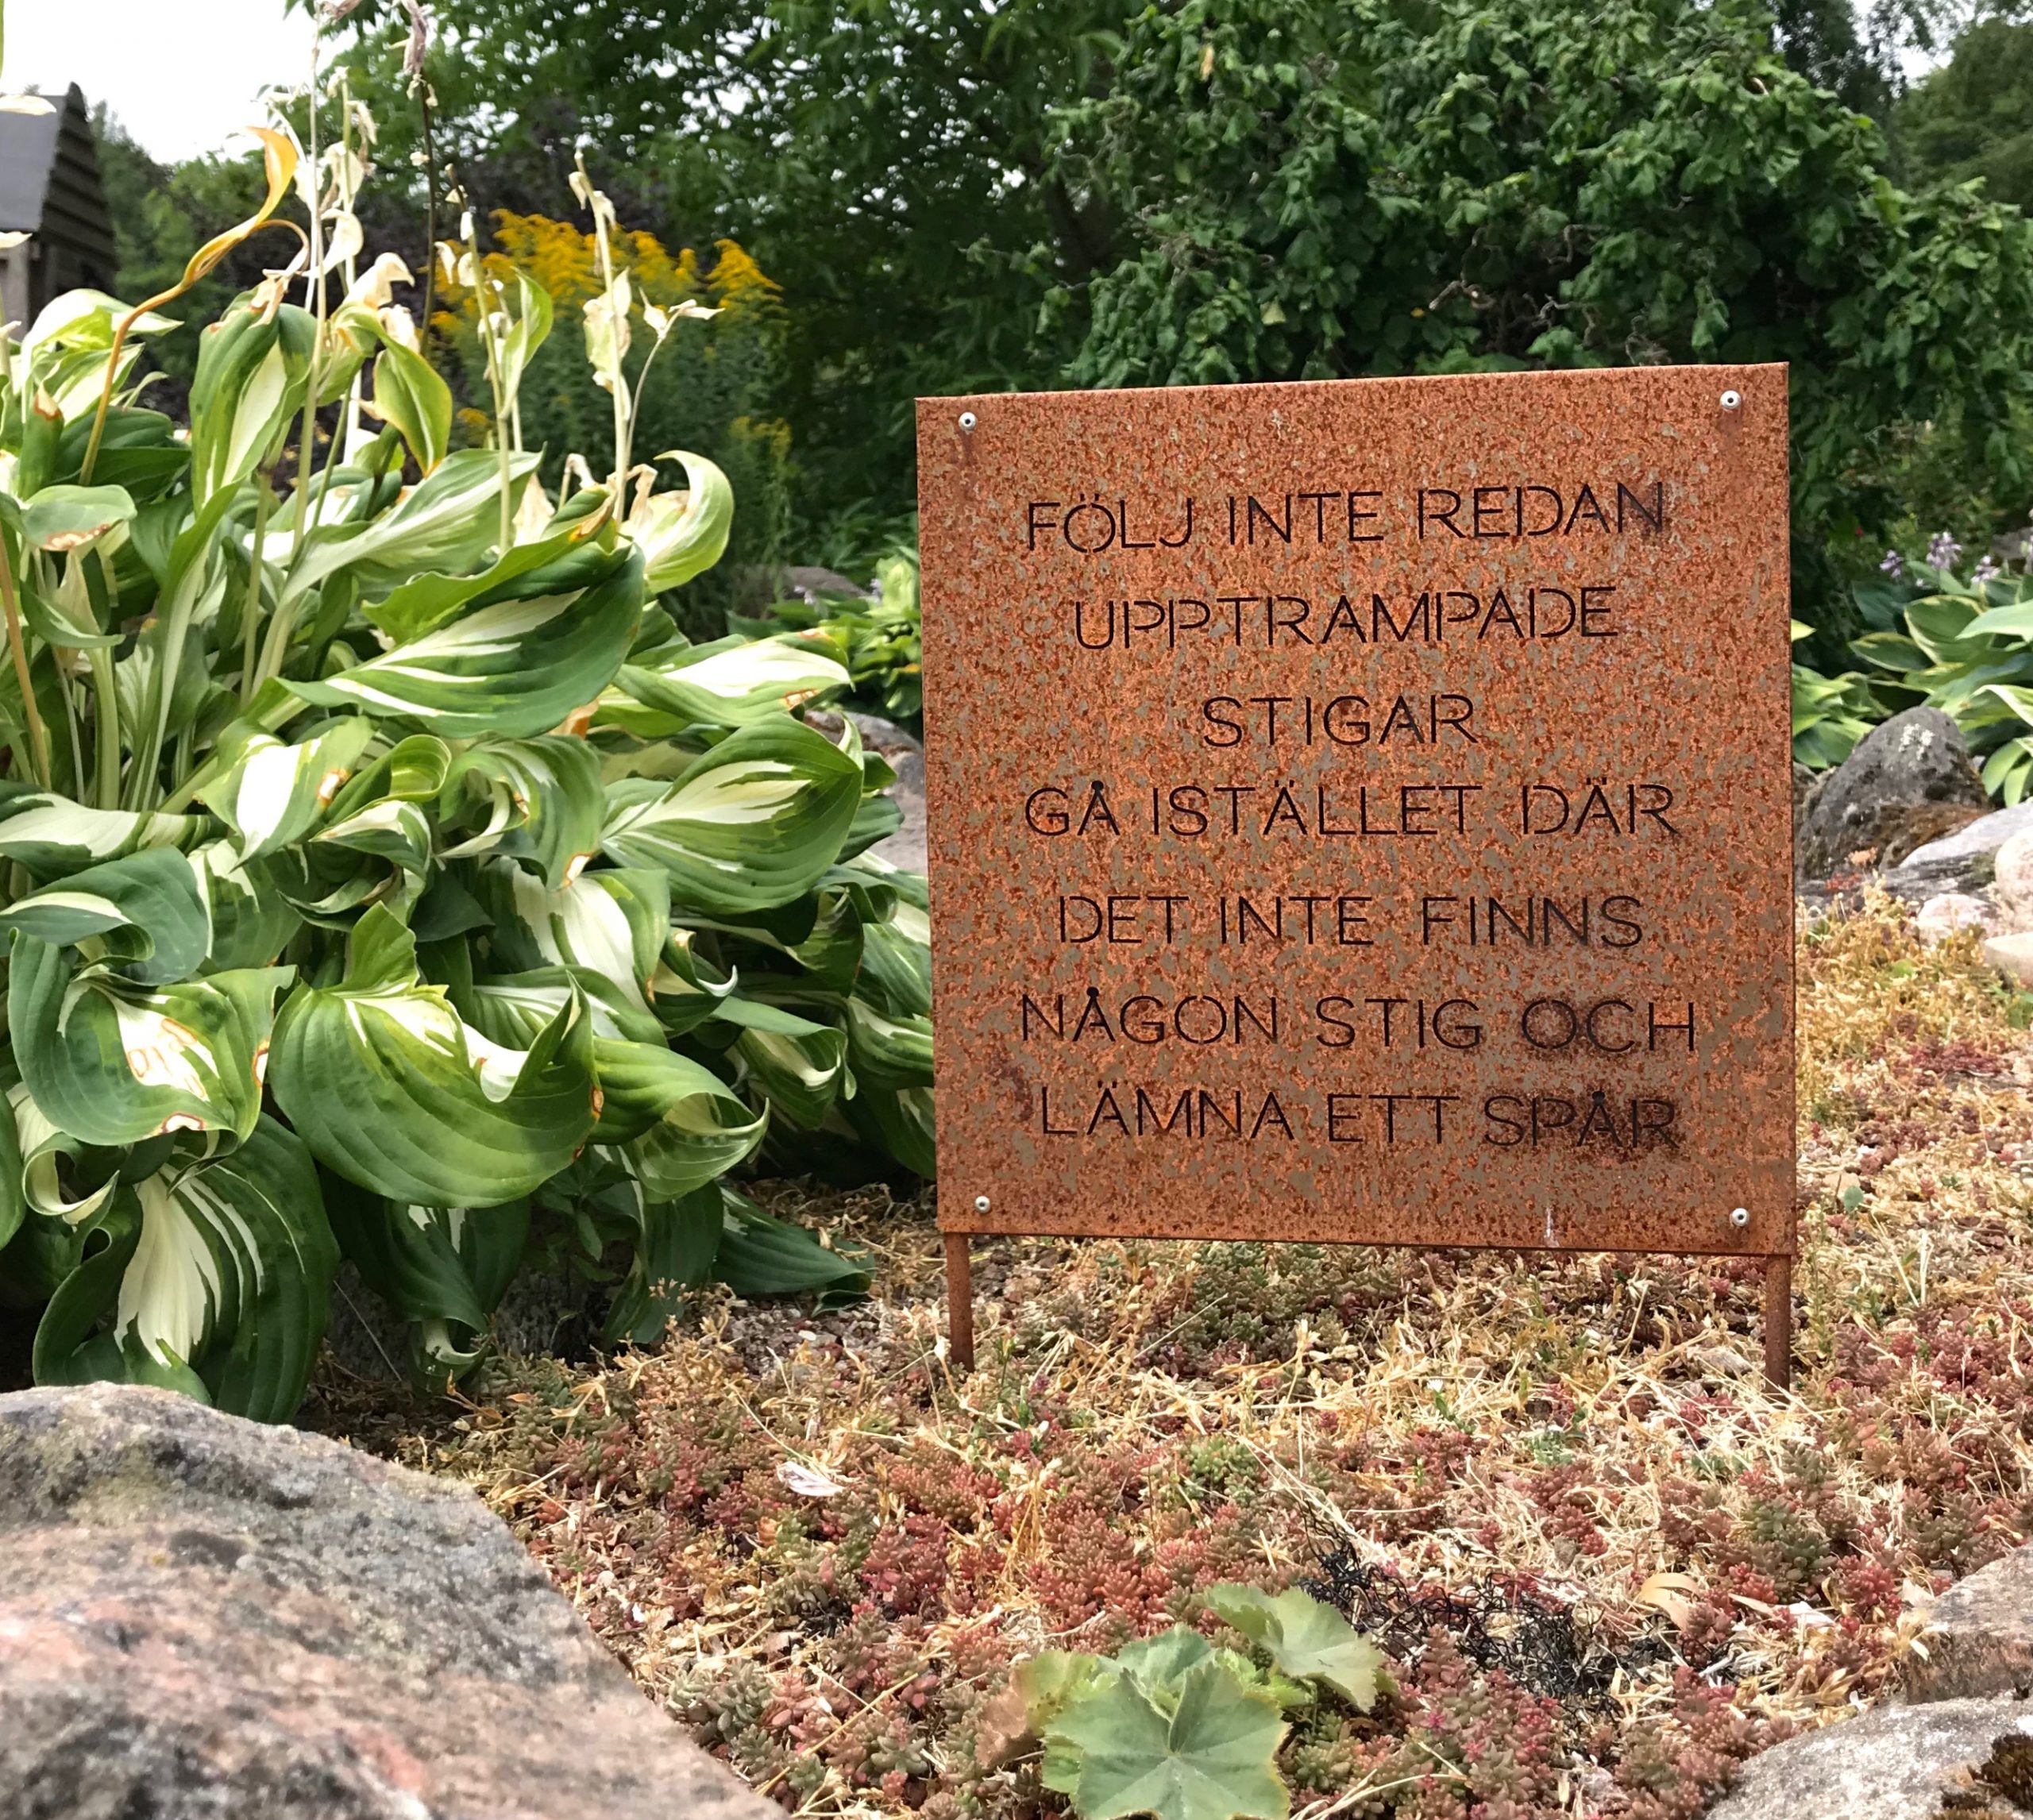 FÖLJ INTE REDAN
UPPTRAMPADE
STIGAR
GÅ ISTÄLLET DÄR
DET INTE FINNS
NÅGON STIG OCH
LÄMNA ETT SPÅR